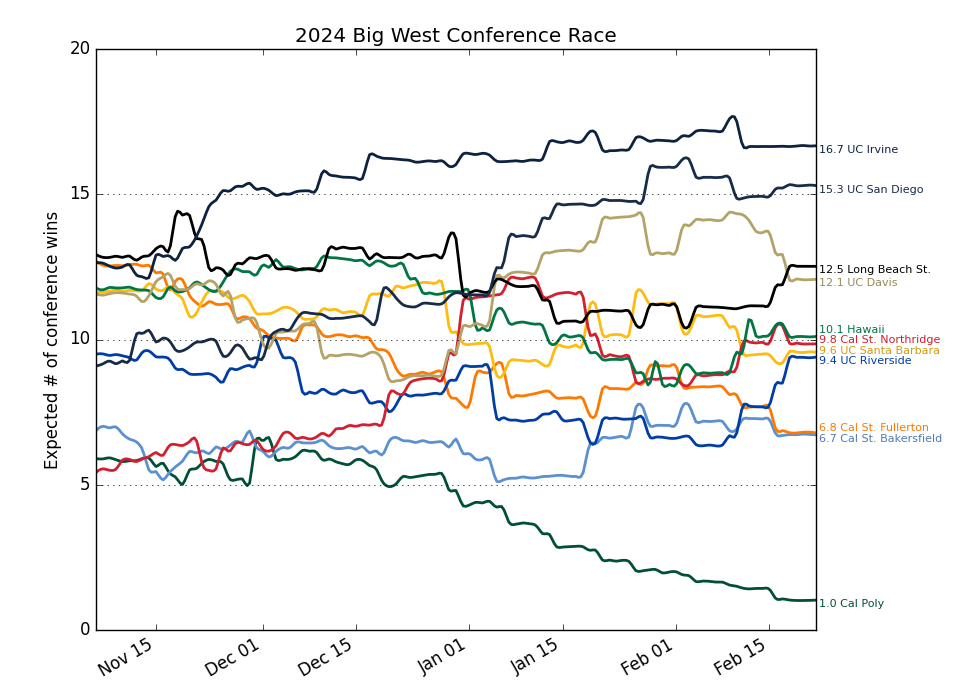 2024 Big West Conference Race
Expected # of conference wins
20
15
10
5
0
16.7 UC Irvine
15.3 UC San Diego
12.5 Long Beach St.
12.1 UC Davis
10.1 Hawaii
9.8 Cal St. Northridge
9.6 UC Santa Barbara
9.4 UC Riverside
6.8 Cal St. Fullerton
6.7 Cal St. Bakersfield
1.0 Cal Poly
Nov 15
Dec 01
Dec 15
Jan 01
Jan 15
Feb 01
Feb 15